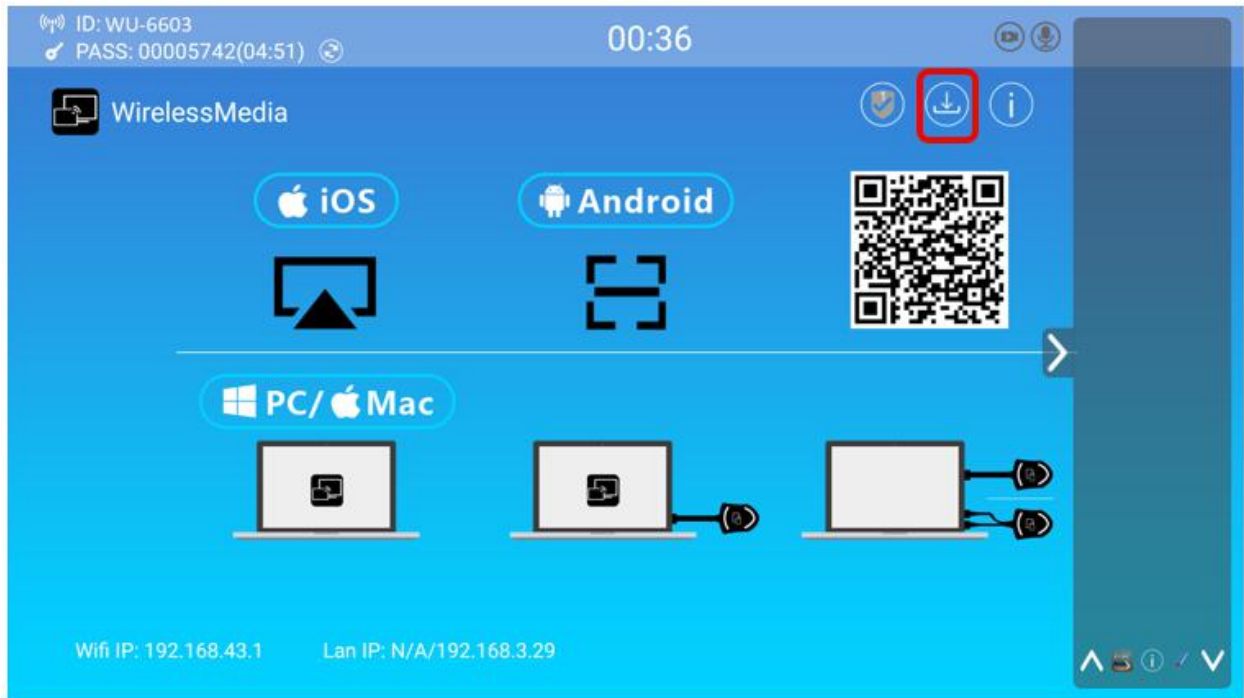 ID: WU-6603
00:36
PASS: 00005742(04:51)
WirelessMedia
iOS
Android
PC/ Mac
Wifi IP: 192.168.43.1 Lan IP: N/A/192.168.3.29